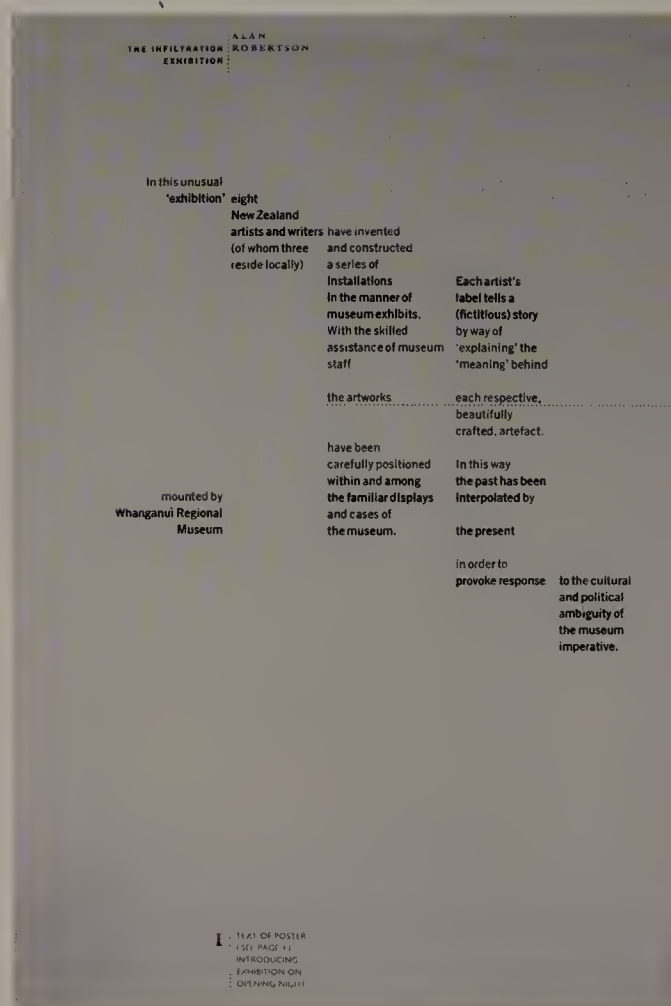 THE INFILTRATION
EXHIBITION
ALAN
ROBERTSON
In this unusual
'exhibition' eight
New Zealand
artists and writers
(of whom three
reside locally)
have invented
and constructed
a series of
installations
in the manner of
museum exhibits.
With the skilled
assistance of museum
staff
the artworks
have been
carefully positioned
within and among
the familiar displays
and cases of
the museum.
mounted by
Whanganui Regional
Museum
Each artist's
label tells a
(fictitious) story
by way of
'explaining' the
'meaning' behind
each respective,
beautifully
crafted, artefact.
In this way
the past has been
interpolated by
the present
in order to
provoke response
to the cultural
and political
ambiguity of
the museum
imperative.
I
TEXT OF POSTER
(SEE PAGE
INTRODUCING
EXHIBITION ON
OPENING NIGHT